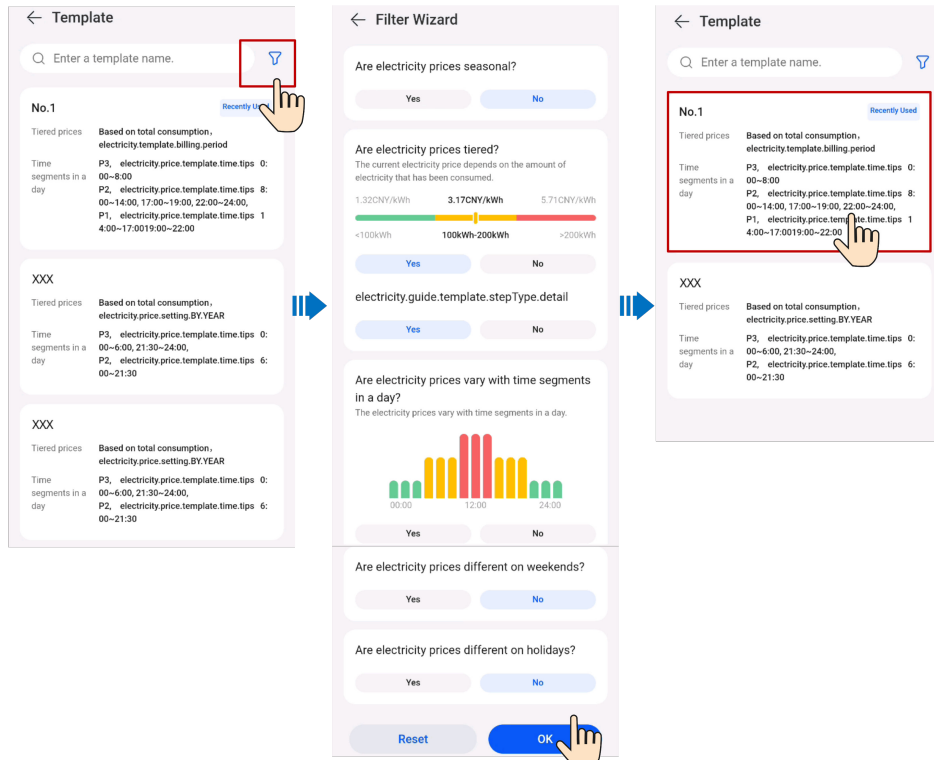 Template
Enter a template name.
No.1
Recently Used
Tiered prices
Based on total consumption,
electricity.template.billing.period
Time
segments in a
day
P3, electricity.price.template.time.tips 0:
00~8:00
P2, electricity.price.template.time.tips 8:
00~14:00, 17:00~19:00, 22:00~24:00,
P1, electricity.price.template.time.tips 1
4:00~17:0019:00~22:00
XXX
Tiered prices
Based on total consumption,
electricity.price.setting.BY.YEAR
Time
segments in a
day
P3, electricity.price.template.time.tips 0:
00~6:00, 21:30~24:00,
P2, electricity.price.template.time.tips 6:
00~21:30
XXX
Tiered prices
Based on total consumption,
electricity.price.setting.BY.YEAR
Time
segments in a
day
P3, electricity.price.template.time.tips 0:
00~6:00, 21:30~24:00,
P2, electricity.price.template.time.tips 6:
00~21:30
Filter Wizard
Are electricity prices seasonal?
Yes No
Are electricity prices tiered?
The current electricity price depends on the amount of
electricity that has been consumed.
1.32CNY/kWh 3.17CNY/kWh 5.71CNY/kWh
<100kWh 100kWh-200kWh >200kWh
Yes No
electricity.guide.template.stepType.detail
Yes No
Are electricity prices vary with time segments
in a day?
The electricity prices vary with time segments in a day.
00:00 12:00 24:00
Yes No
Are electricity prices different on weekends?
Yes No
Are electricity prices different on holidays?
Yes No
Reset OK
Template
Enter a template name.
No.1
Recently Used
Tiered prices
Based on total consumption,
electricity.template.billing.period
Time
segments in a
day
P3, electricity.price.template.time.tips 0:
00~8:00
P2, electricity.price.template.time.tips 8:
00~14:00, 17:00~19:00, 22:00~24:00,
P1, electricity.price.template.time.tips 1
4:00~17:0019:00~22:00
XXX
Tiered prices
Based on total consumption,
electricity.price.setting.BY.YEAR
Time
segments in a
day
P3, electricity.price.template.time.tips 0:
00~6:00, 21:30~24:00,
P2, electricity.price.template.time.tips 6:
00~21:30